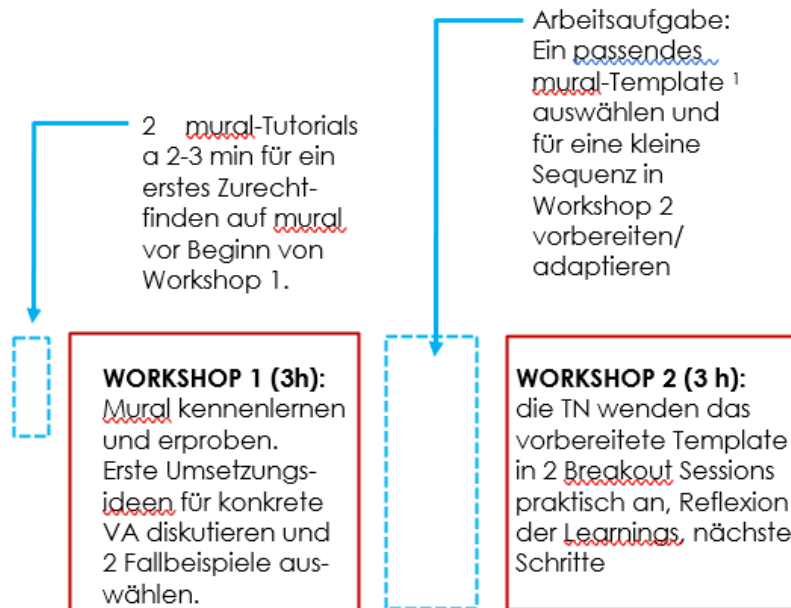 2 mural-Tutorials
a 2-3 min für ein
erstes Zurecht-
finden auf mural
vor Beginn von
Workshop 1.
Arbeitsaufgabe:
Ein passendes
mural-Template ¹
auswählen und
für eine kleine
Sequenz in
Workshop 2
vorbereiten/
adaptieren
WORKSHOP 1 (3h):
Mural kennenlernen
und erproben.
Erste Umsetzungs-
ideen für konkrete
VA diskutieren und
2 Fallbeispiele aus-
wählen.
WORKSHOP 2 (3 h):
die TN wenden das
vorbereitete Template
in 2 Breakout Sessions
praktisch an, Reflexion
der Learnings, nächste
Schritte